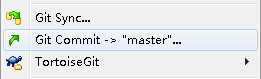 Git Sync...
Git Commit -> "master"...
TortoiseGit